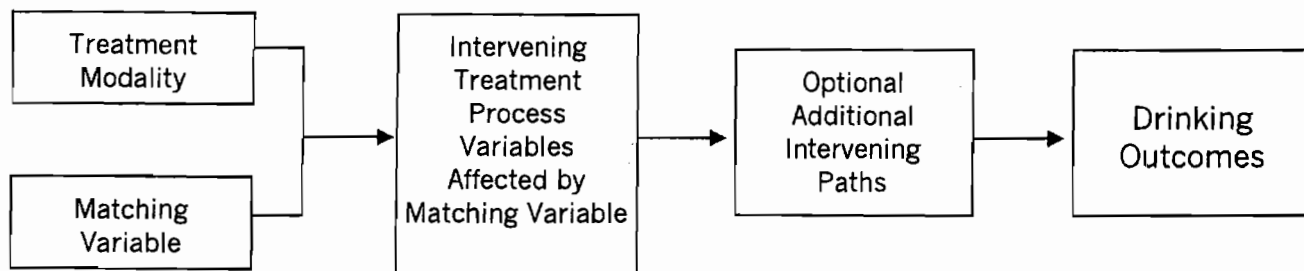 Treatment
Modality
Matching
Variable
Intervening
Treatment
Process
Variables
Affected by
Matching Variable
Optional
Additional
Intervening
Paths
Drinking
Outcomes